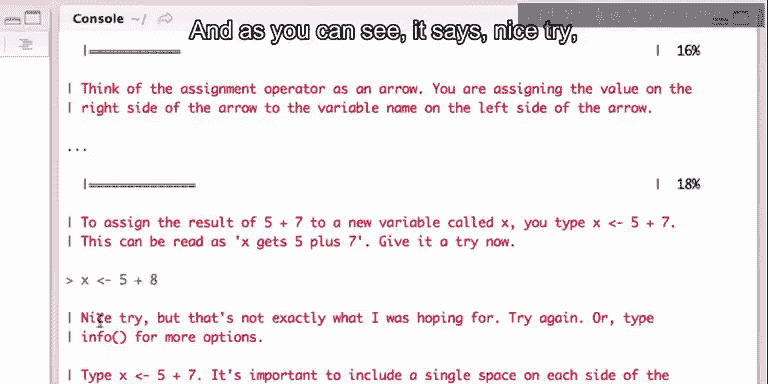 Console ~/
And as you can see, it says, nice try,
| 16%
| Think of the assignment operator as an arrow. You are assigning the value on the
| right side of the arrow to the variable name on the left side of the arrow.
...
| 18%
| To assign the result of 5 + 7 to a new variable called x, you type x <- 5 + 7.
| This can be read as 'x gets 5 plus 7'. Give it a try now.
> x <- 5 + 8
| Nice try, but that's not exactly what I was hoping for. Try again. Or, type
| info() for more options.
| Type x <- 5 + 7. It's important to include a single space on each side of the